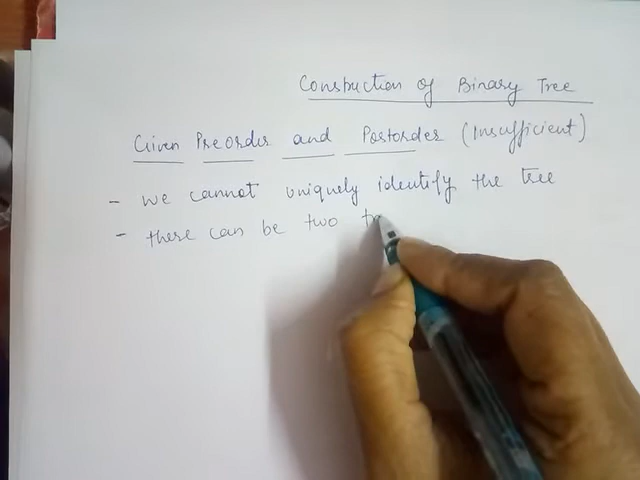 Construction of Binary Tree
Given Preorder and Postorder (Insufficient)
- We cannot uniquely identify the tree
- there can be two